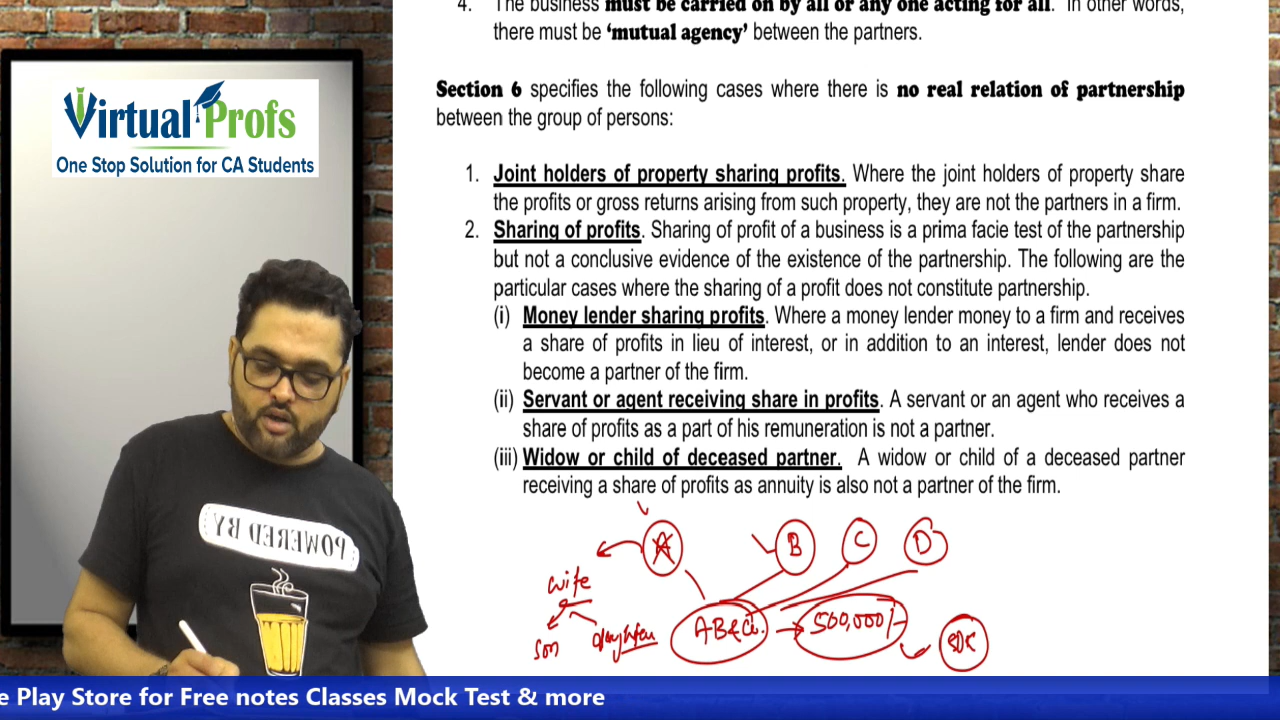 4. The business must be carried on by all or any one acting for all. In other words,
there must be ‘mutual agency’ between the partners.
Section 6 specifies the following cases where there is no real relation of partnership
between the group of persons:
1. Joint holders of property sharing profits. Where the joint holders of property share
the profits or gross returns arising from such property, they are not the partners in a firm.
2. Sharing of profits. Sharing of profit of a business is a prima facie test of the partnership
but not a conclusive evidence of the existence of the partnership. The following are the
particular cases where the sharing of a profit does not constitute partnership.
(i) Money lender sharing profits. Where a money lender money to a firm and receives
a share of profits in lieu of interest, or in addition to an interest, lender does not
become a partner of the firm.
(ii) Servant or agent receiving share in profits. A servant or an agent who receives a
share of profits as a part of his remuneration is not a partner.
(iii) Widow or child of deceased partner. A widow or child of a deceased partner
receiving a share of profits as annuity is also not a partner of the firm.
A B C D
wife
AB&Co. 500,000/-
son
Virtual Profs
One Stop Solution for CA Students
POWERED BY
e Play Store for Free notes Classes Mock Test & more